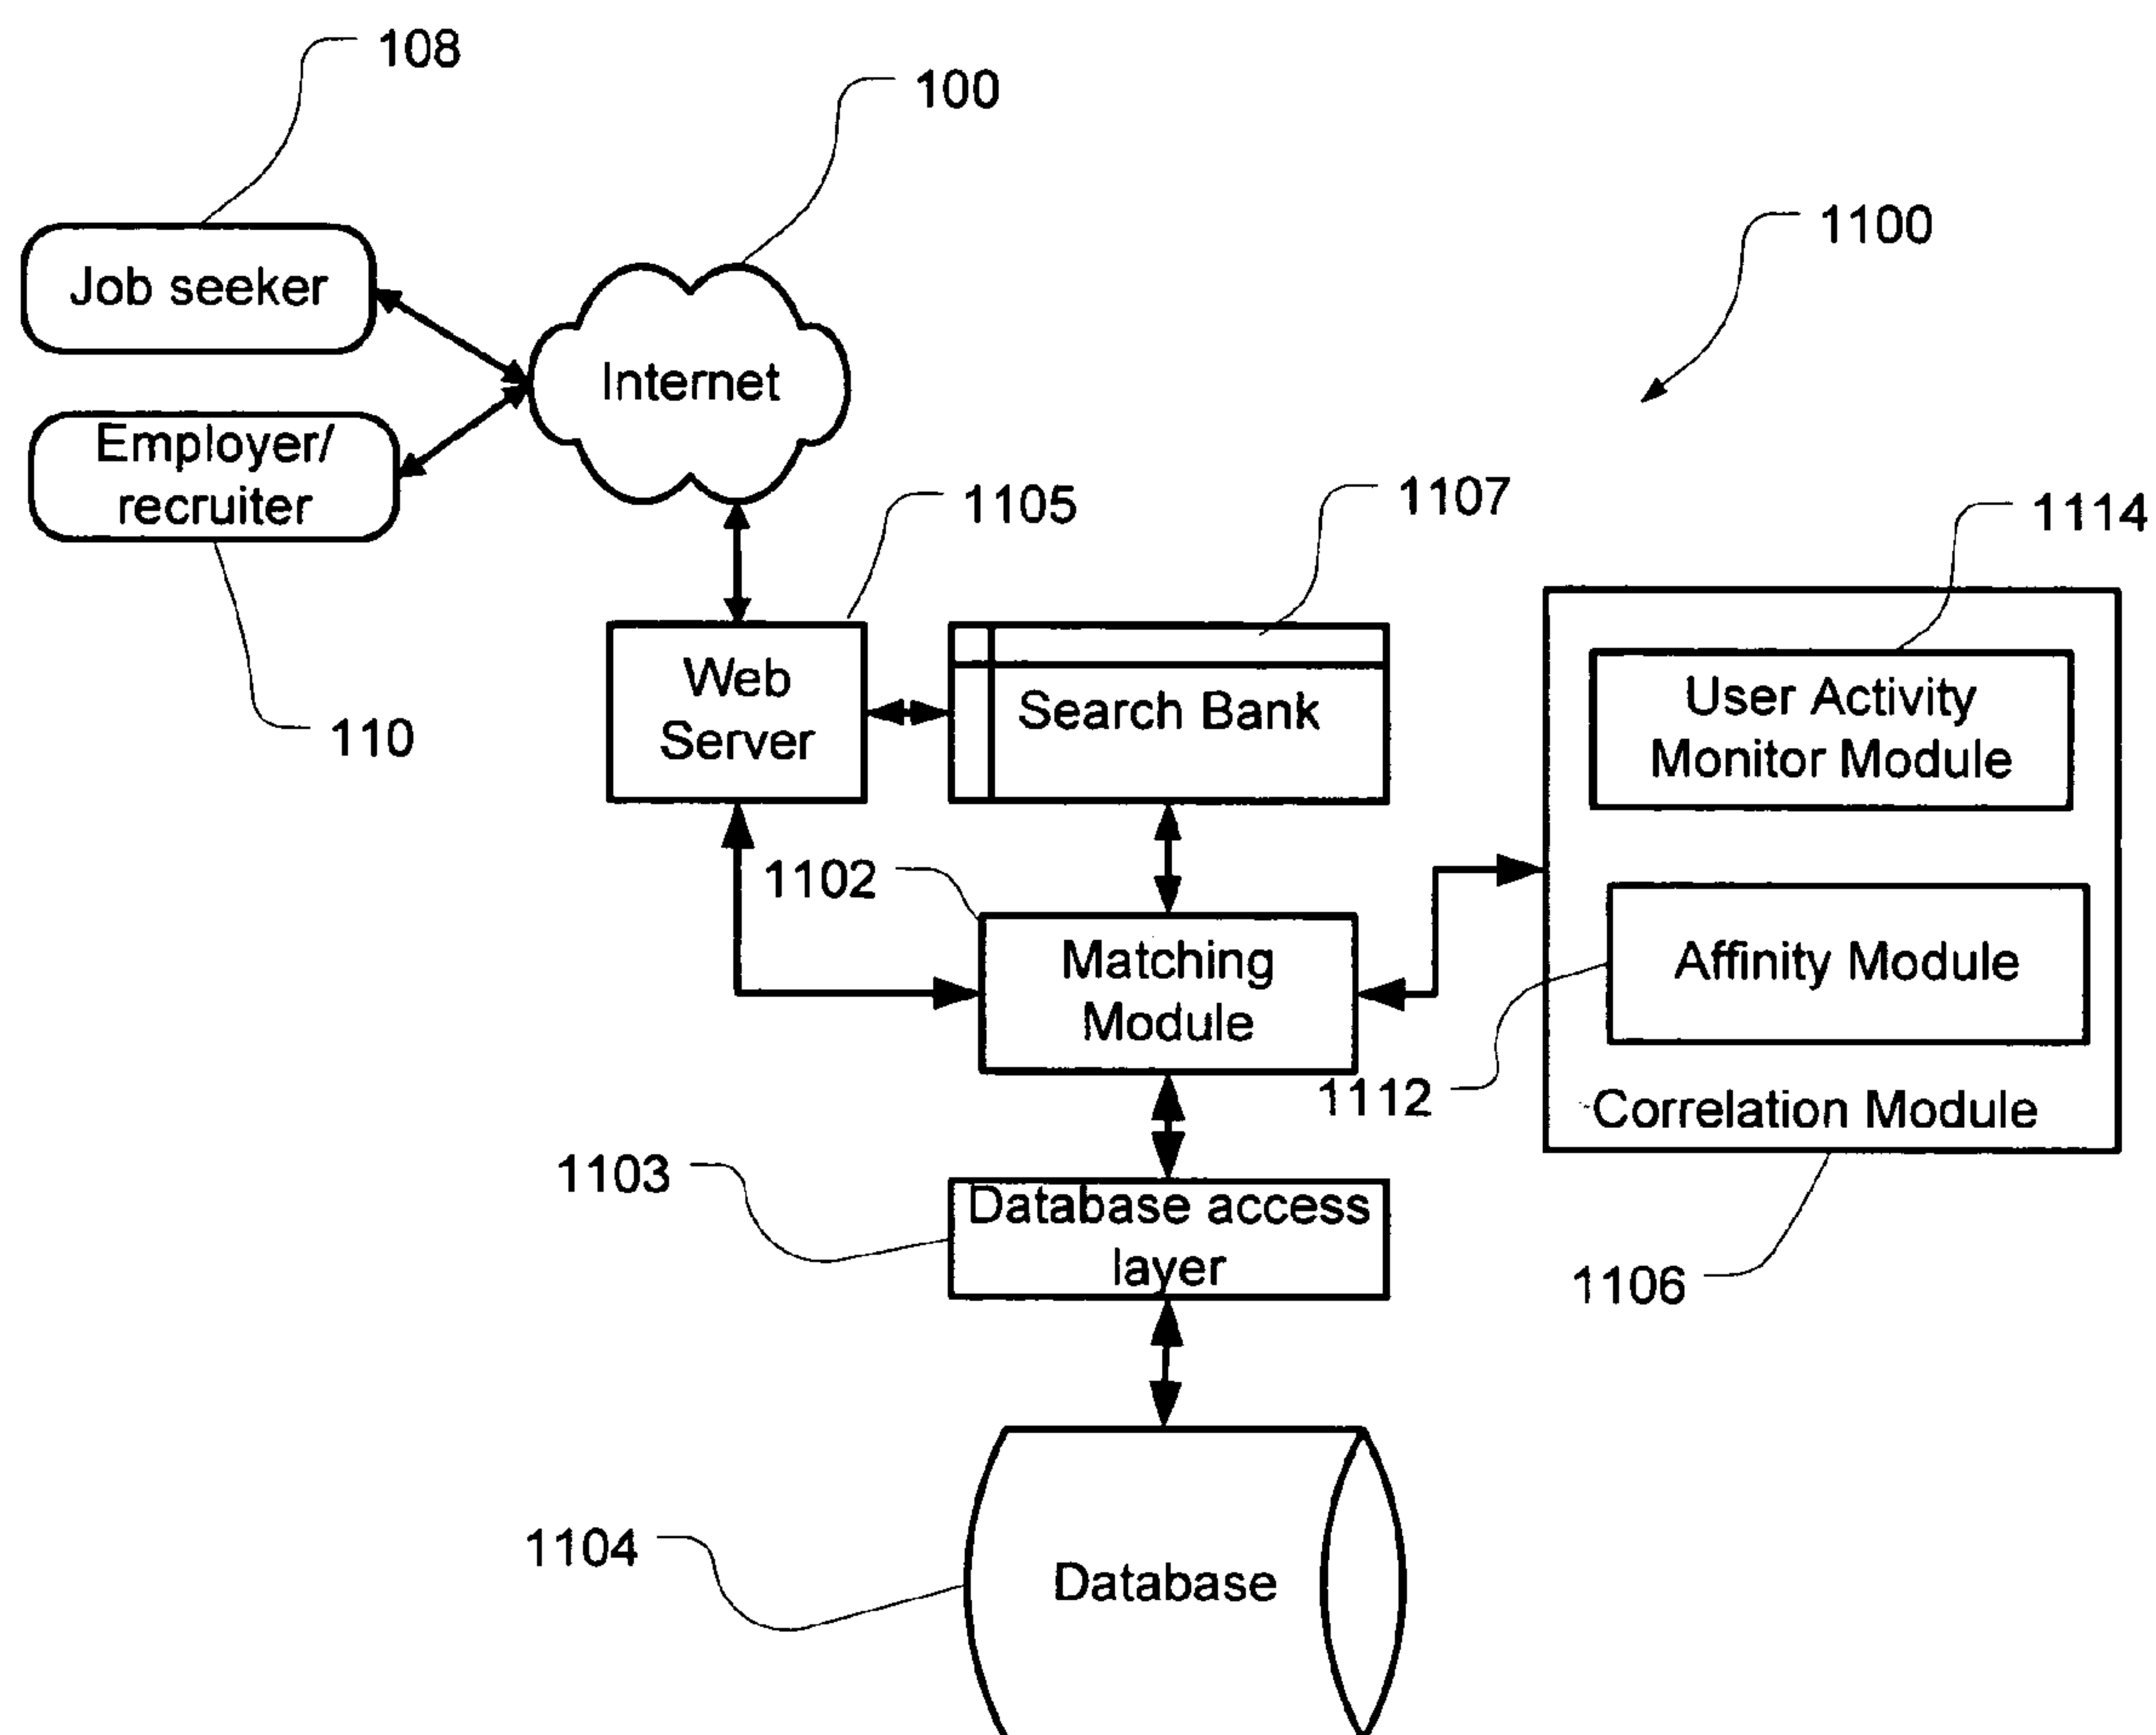 108
100
1100
Job seeker
Internet
Employer/
recruiter
1105
1107
1114
110
Web
Server
Search Bank
User Activity
Monitor Module
1102
Matching
Module
Affinity Module
1112
Correlation Module
1103
Database access
layer
1106
1104
Database